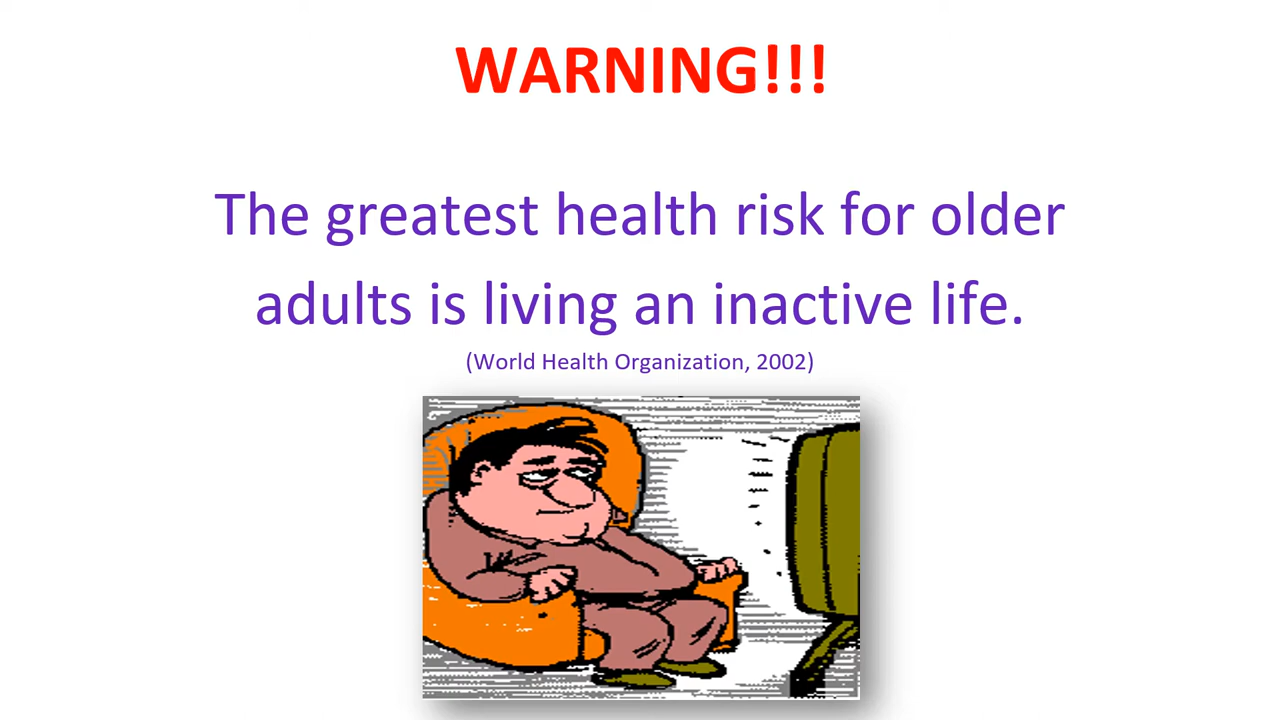 WARNING!!!
The greatest health risk for older
adults is living an inactive life.
(World Health Organization, 2002)